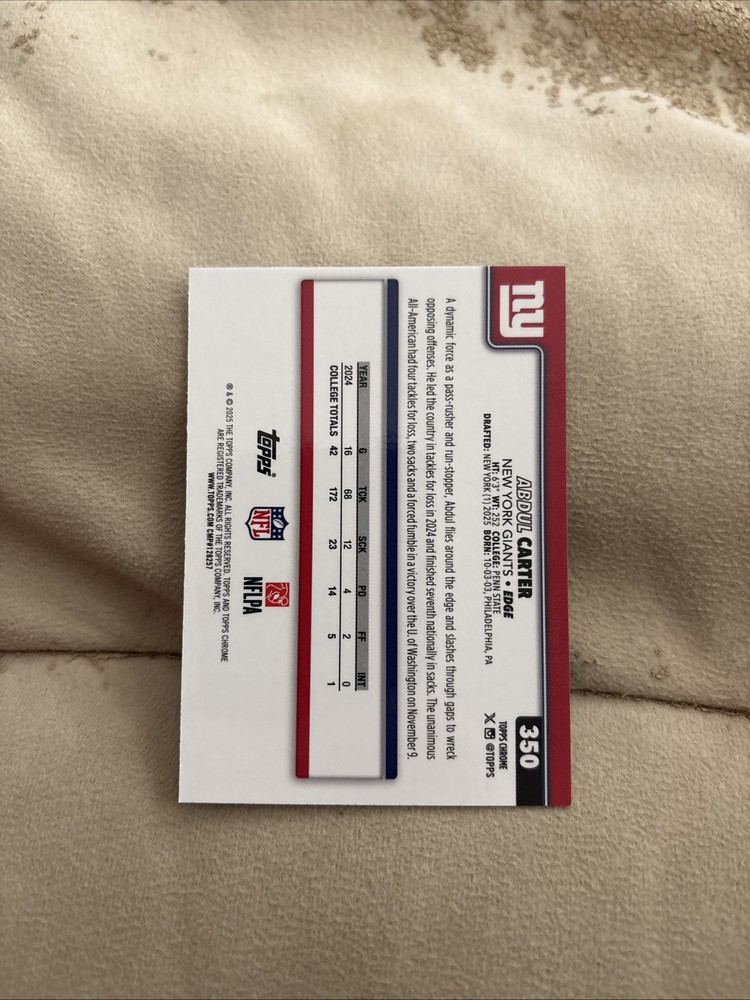 NY
350
ABDUL CARTER
NEW YORK GIANTS • EDGE
HT: 6'3" WT: 252 COLLEGE: PENN STATE
DRAFTED: NEW YORK (1) 2025 BORN: 10-03-03, PHILADELPHIA, PA
TOPPS CHROME
X @TOPPS
A dynamic force as a pass-rusher and run-stopper, Abdul flies around the edge and slashes through gaps to wreck
opposing offenses. He led the country in tackles for loss in 2024 and finished seventh nationally in sacks. The unanimous
All-American had four tackles for loss, two sacks and a forced fumble in a victory over the U. of Washington on November 9.
YEAR G TCK SCK PD FF INT
2024 16 68 12 4 2 0
COLLEGE TOTALS 42 172 23 14 5 1
topps
NFL
NFLPA
® & © 2025 THE TOPPS COMPANY, INC. ALL RIGHTS RESERVED. TOPPS AND TOPPS CHROME
ARE REGISTERED TRADEMARKS OF THE TOPPS COMPANY, INC.
WWW.TOPPS.COM CMP#128257